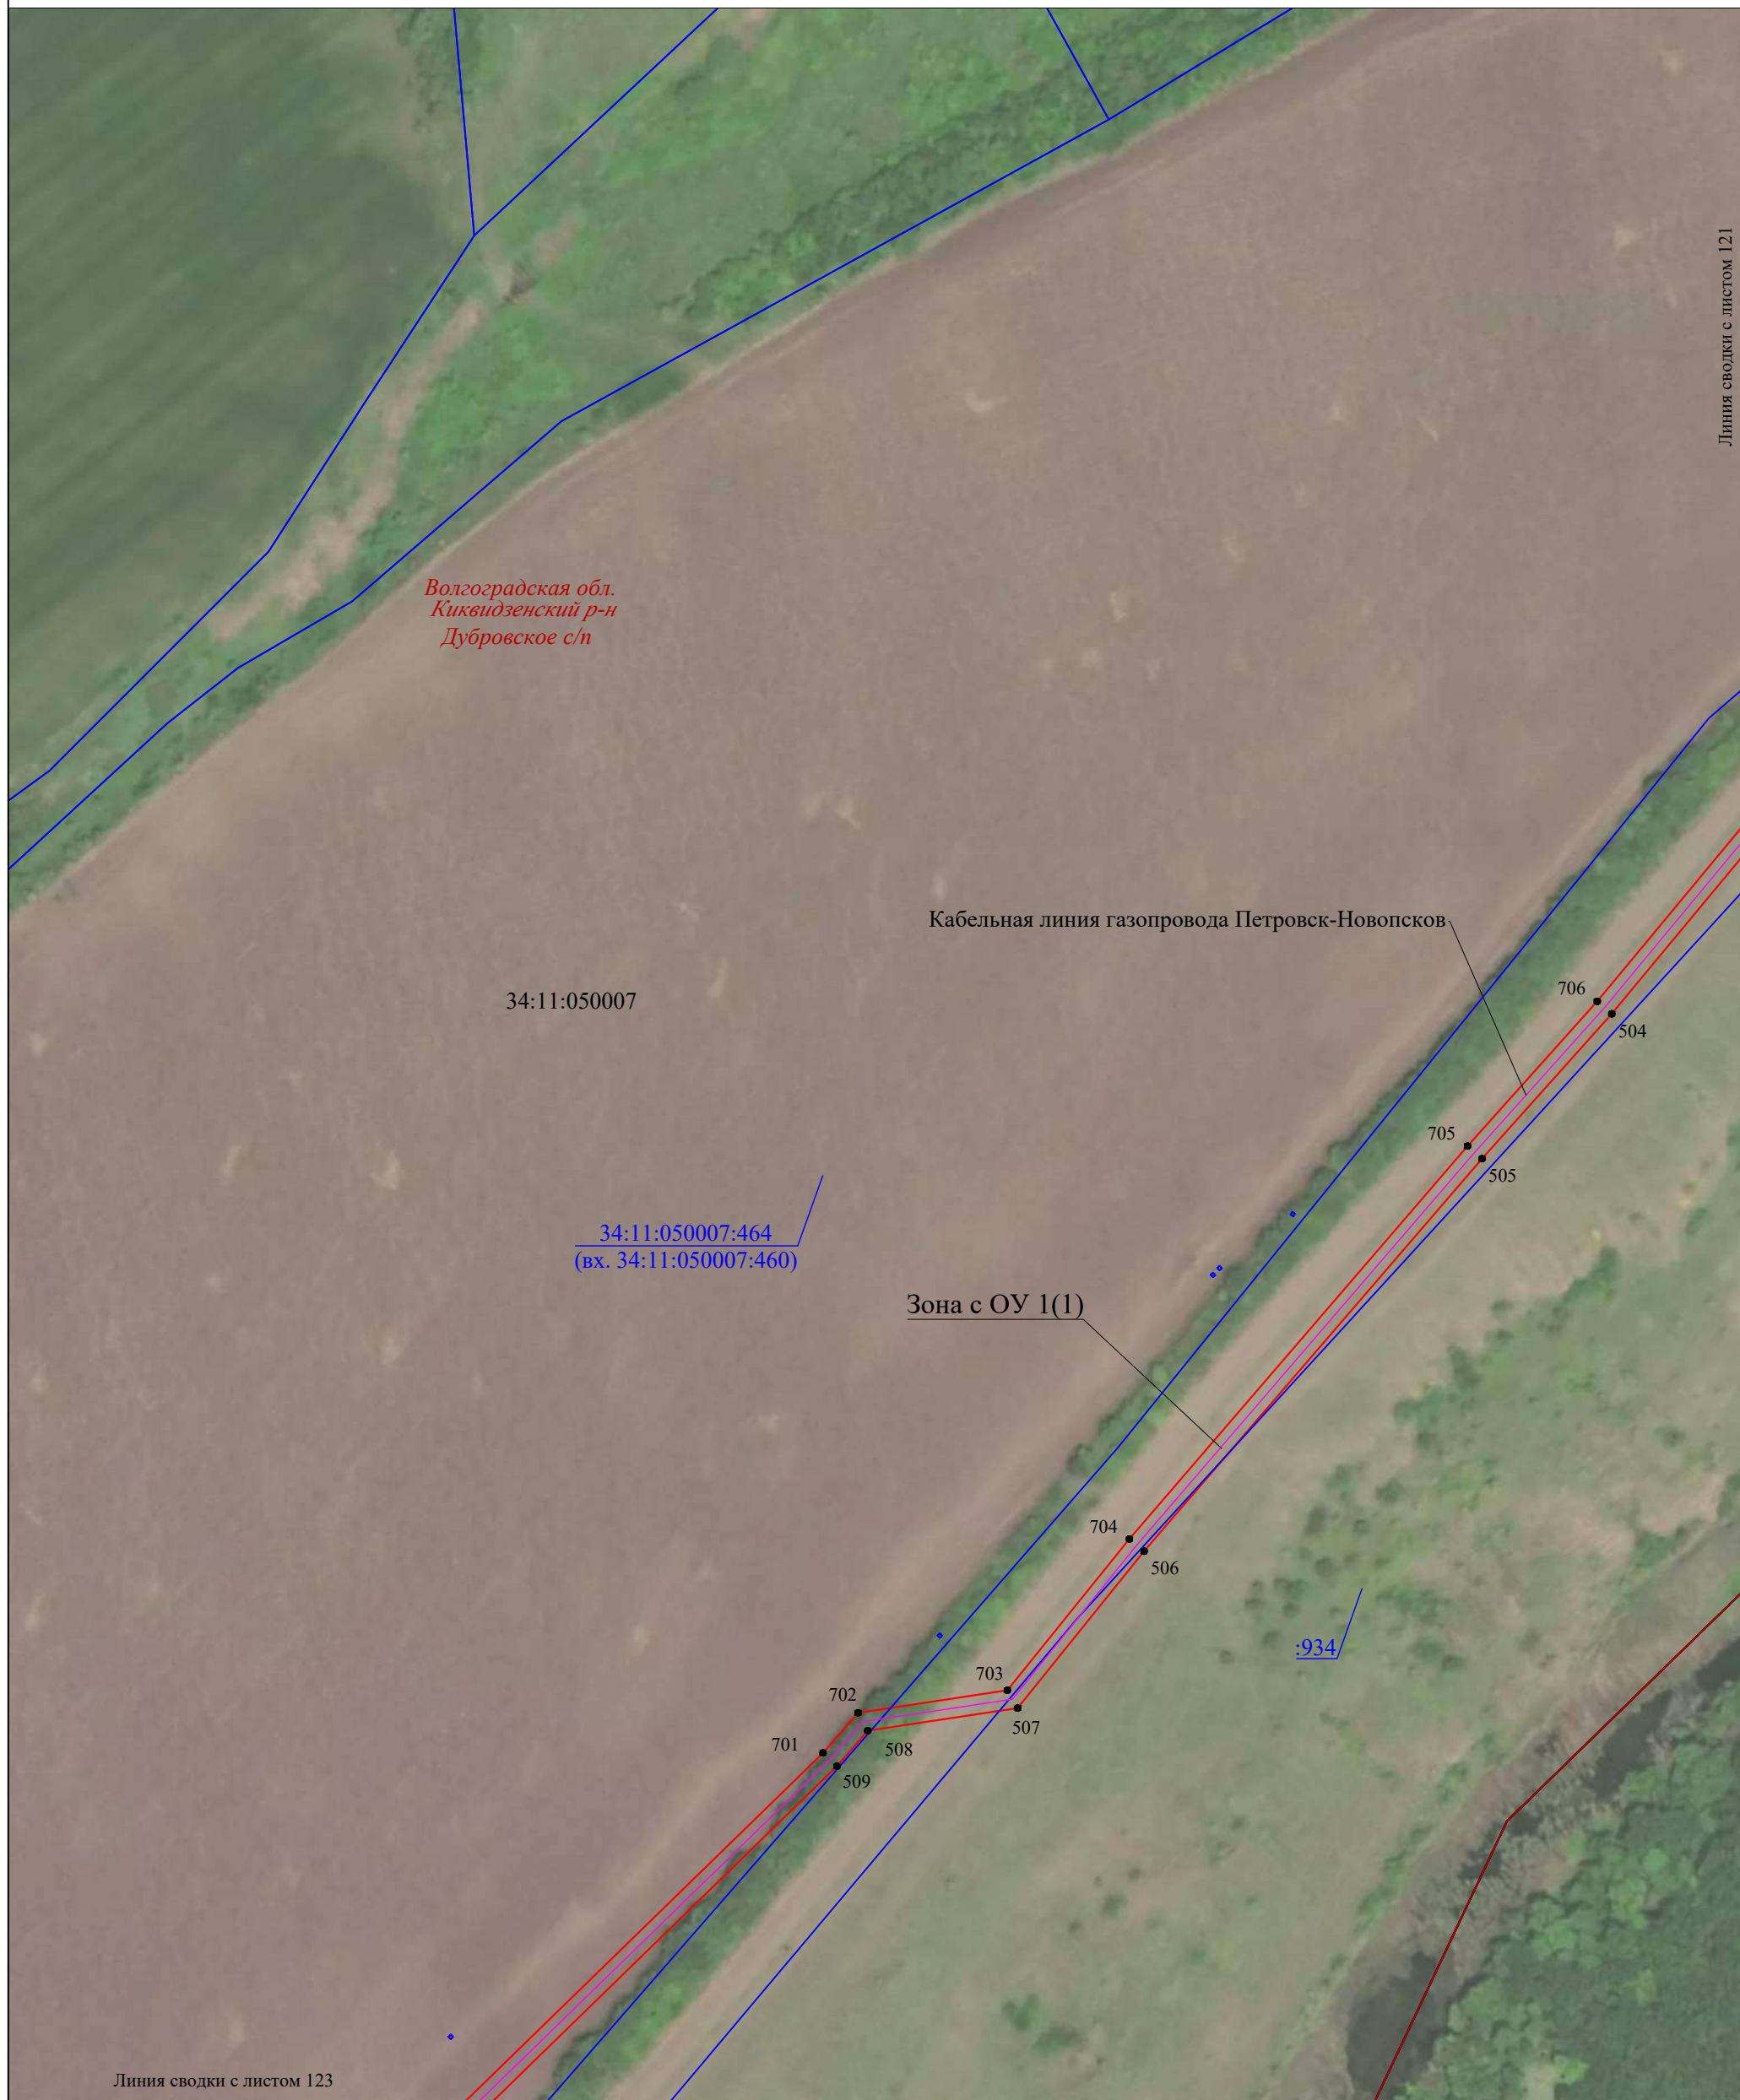 Линия сводки с листом 121
Волгоградская обл.
Киквидзенский р-н
Дубровское с/п
Кабельная линия газопровода Петровск-Новопсков
706
34:11:050007
504
705
505
34:11:050007:464
(вх. 34:11:050007:460)
Зона с ОУ 1(1)
704
506
:934
703
702
507
701
508
509
Линия сводки с листом 123